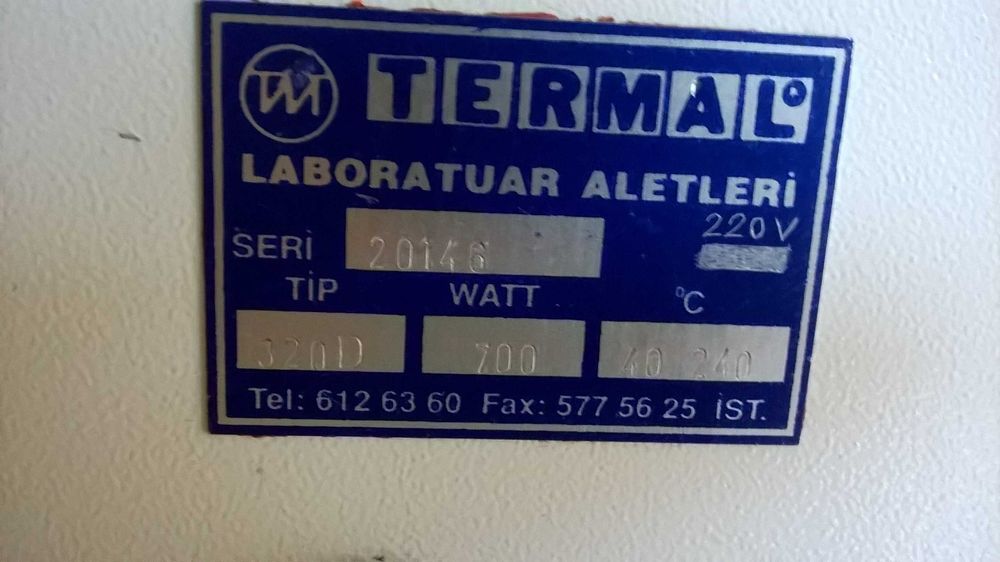 TM TERMAL
LABORATUAR ALETLERİ
220V
SERİ 20146
TİP WATT °C
320D 700 40 240
Tel: 612 63 60 Fax: 577 56 25 İST.